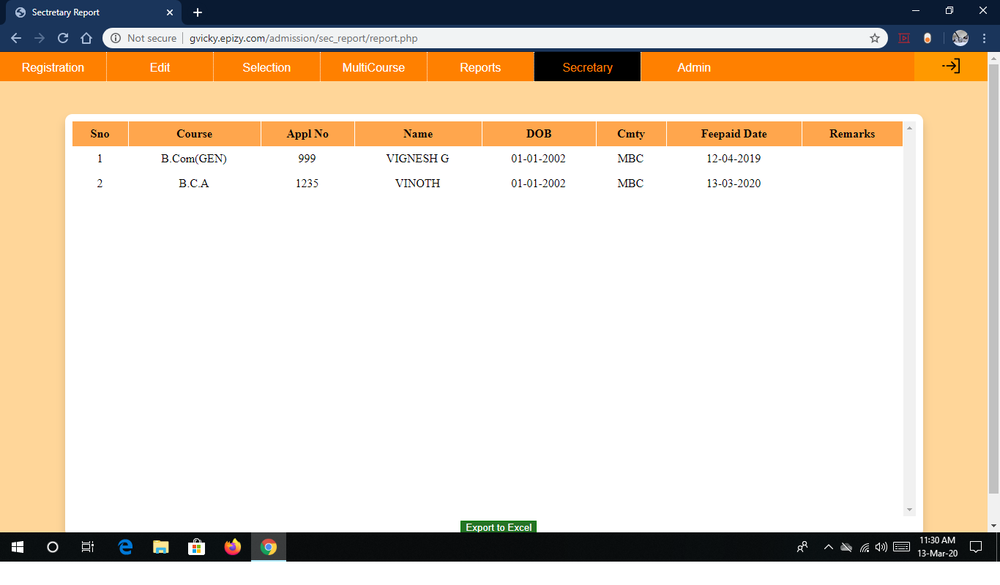 Sectretary Report
Not secure gvicky.epizy.com/admission/sec_report/report.php
Registration Edit Selection MultiCourse Reports Secretary Admin
Sno Course Appl No Name DOB Cmty Feepaid Date Remarks
1 B.Com(GEN) 999 VIGNESH G 01-01-2002 MBC 12-04-2019
2 B.C.A 1235 VINOTH 01-01-2002 MBC 13-03-2020
Export to Excel
11:30 AM
13-Mar-20